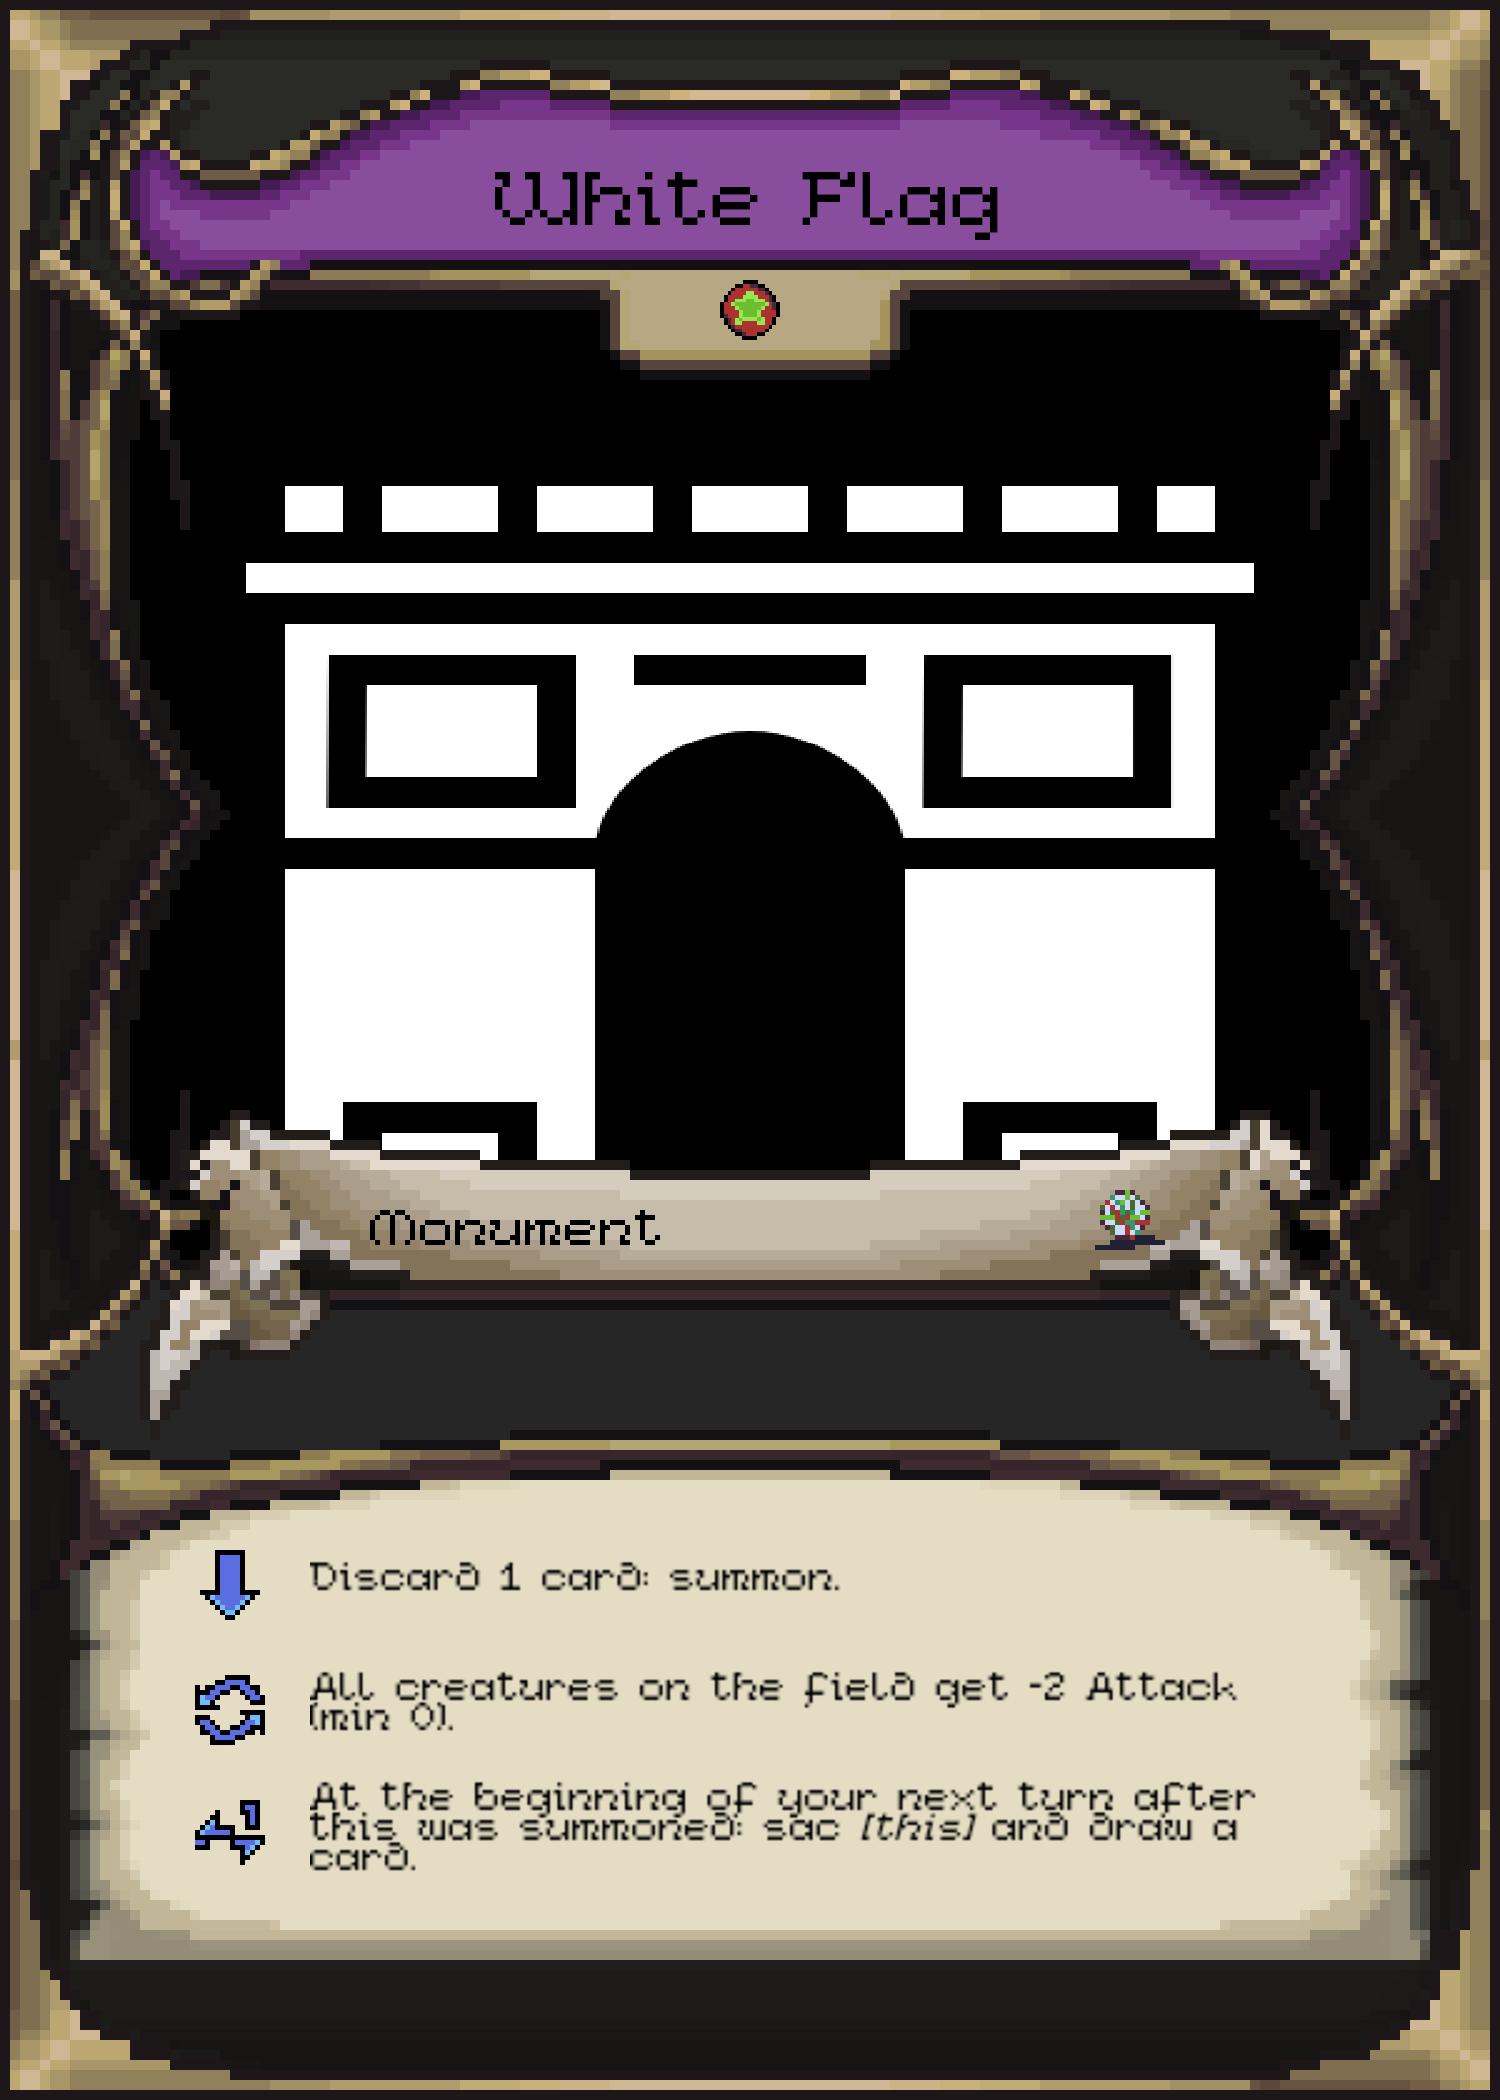 White Flag
Monument
Discard 1 card: summon.
All creatures on the field get -2 Attack
(min 0).
At the beginning of your next turn after
this was summoned: sac [this] and draw a
card.